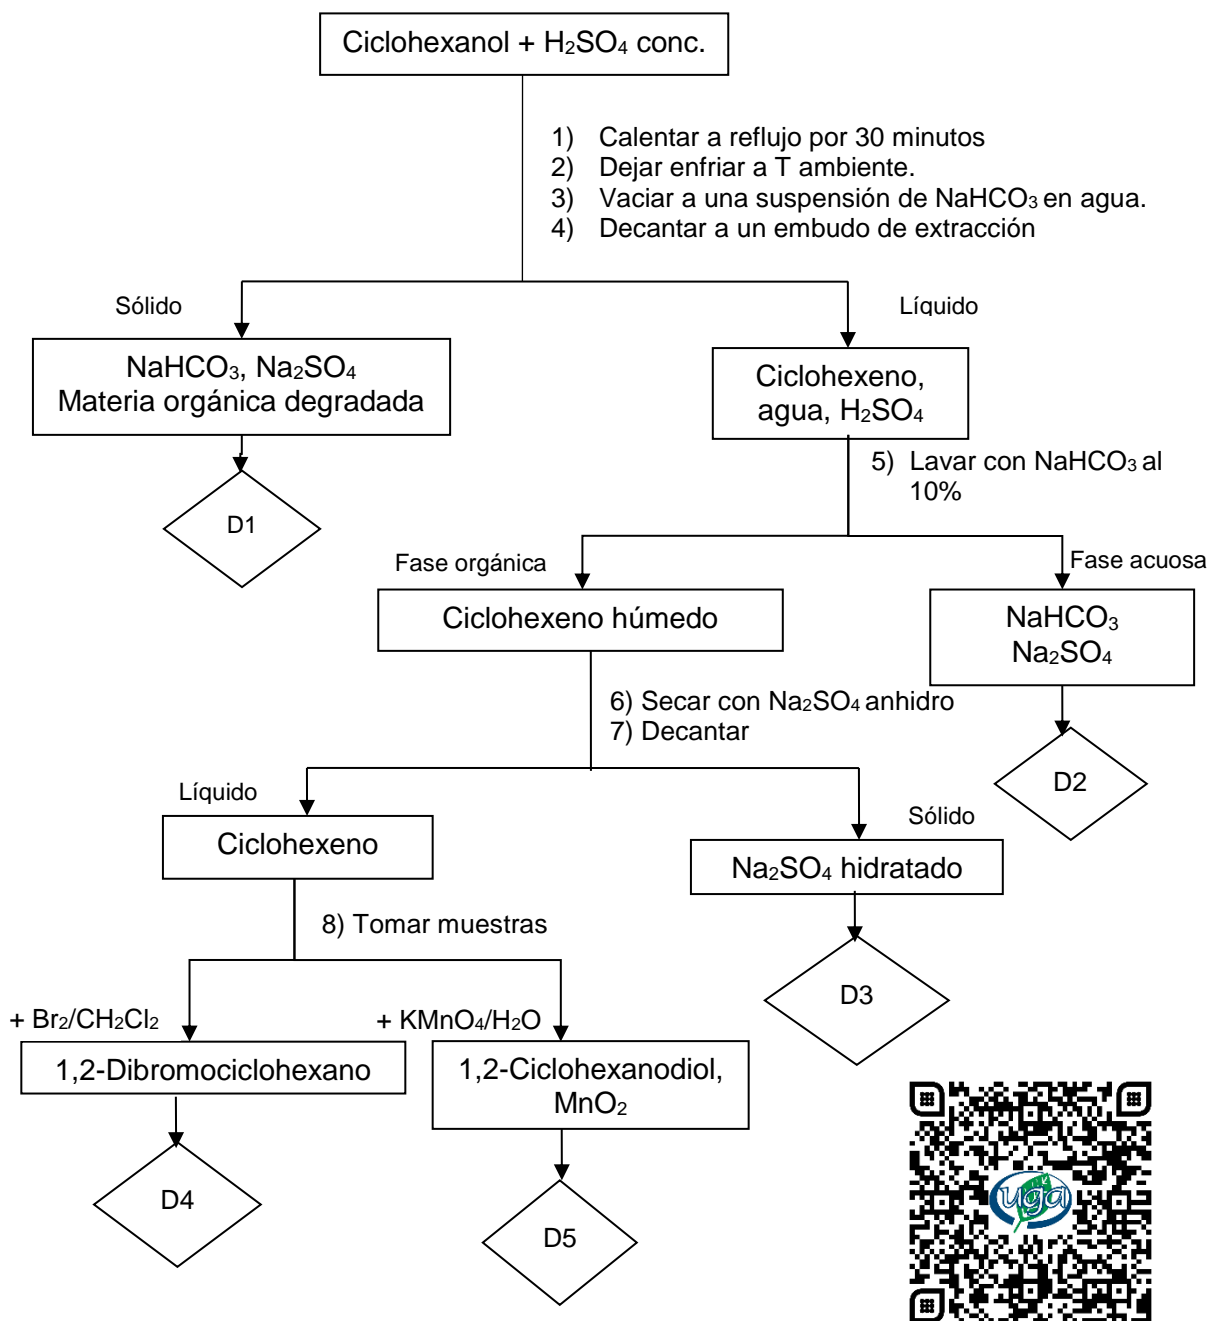 Ciclohexanol + H₂SO₄ conc.
1) Calentar a reflujo por 30 minutos
2) Dejar enfriar a T ambiente.
3) Vaciar a una suspensión de NaHCO₃ en agua.
4) Decantar a un embudo de extracción
Sólido
Líquido
NaHCO₃, Na₂SO₄
Materia orgánica degradada
Ciclohexeno,
agua, H₂SO₄
5) Lavar con NaHCO₃ al
10%
D1
Fase orgánica
Fase acuosa
Ciclohexeno húmedo
NaHCO₃
Na₂SO₄
6) Secar con Na₂SO₄ anhidro
7) Decantar
D2
Líquido
Sólido
Ciclohexeno
Na₂SO₄ hidratado
8) Tomar muestras
D3
+ Br₂/CH₂Cl₂
+ KMnO₄/H₂O
1,2-Dibromociclohexano
1,2-Ciclohexanodiol,
MnO₂
D4
D5
uga